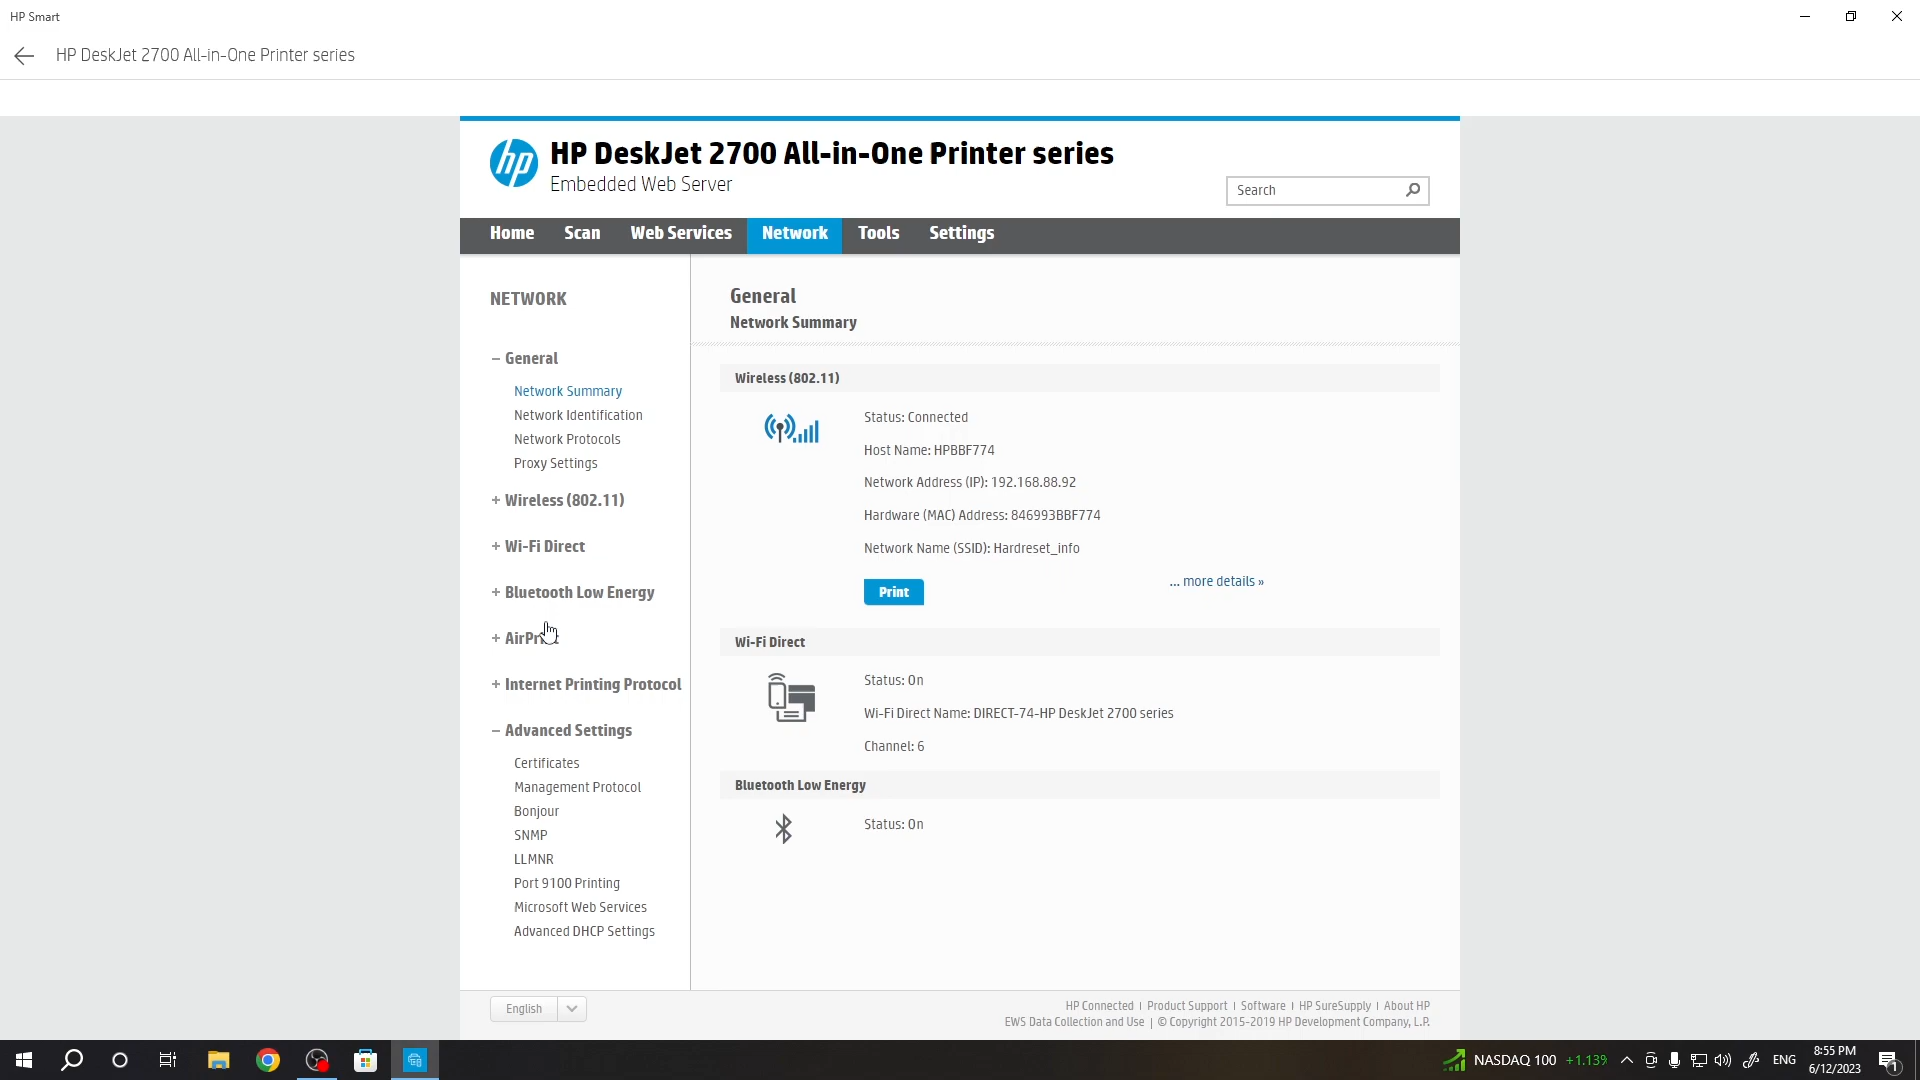 HP Smart
HP DeskJet 2700 All-in-One Printer series
hp
HP DeskJet 2700 All-in-One Printer series
Embedded Web Server
Search
Home Scan Web Services Network Tools Settings
NETWORK
– General
Network Summary
Network Identification
Network Protocols
Proxy Settings
+ Wireless (802.11)
+ Wi-Fi Direct
+ Bluetooth Low Energy
+ Internet Printing Protocol
– Advanced Settings
Certificates
Management Protocol
Bonjour
SNMP
LLMNR
Port 9100 Printing
Microsoft Web Services
Advanced DHCP Settings
General
Network Summary
Wireless (802.11)
Status: Connected
Host Name: HPBBF774
Network Address (IP): 192.168.88.92
Hardware (MAC) Address: 846993BBF774
Network Name (SSID): Hardreset_info
Print
... more details »
Wi-Fi Direct
Status: On
Wi-Fi Direct Name: DIRECT-74-HP DeskJet 2700 series
Channel: 6
Bluetooth Low Energy
Status: On
English
HP Connected | Product Support | Software | HP SureSupply | About HP
EWS Data Collection and Use | © Copyright 2015-2019 HP Development Company, L.P.
NASDAQ 100 +1.13%
ENG
8:55 PM
6/12/2023
1